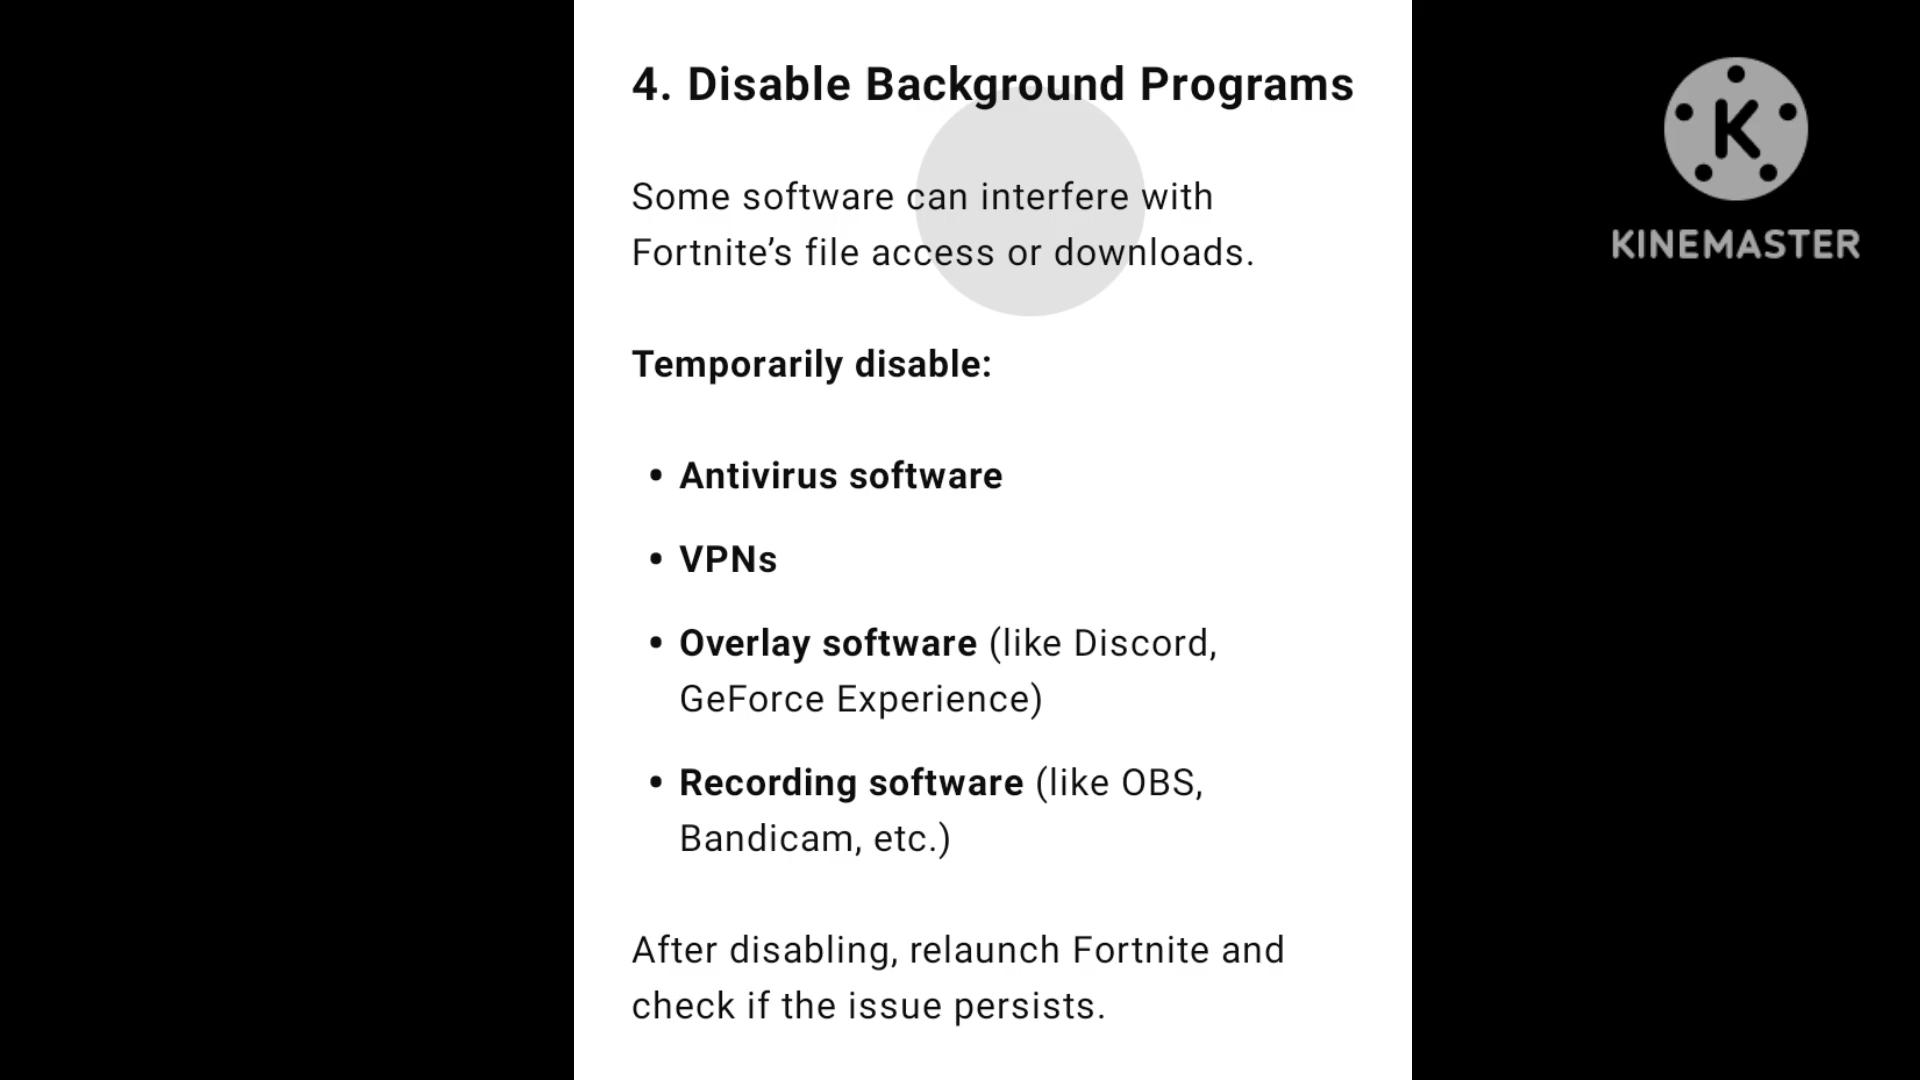 4. Disable Background Programs
Some software can interfere with
Fortnite’s file access or downloads.
Temporarily disable:
• Antivirus software
• VPNs
• Overlay software (like Discord,
GeForce Experience)
• Recording software (like OBS,
Bandicam, etc.)
After disabling, relaunch Fortnite and
check if the issue persists.
K
KINEMASTER